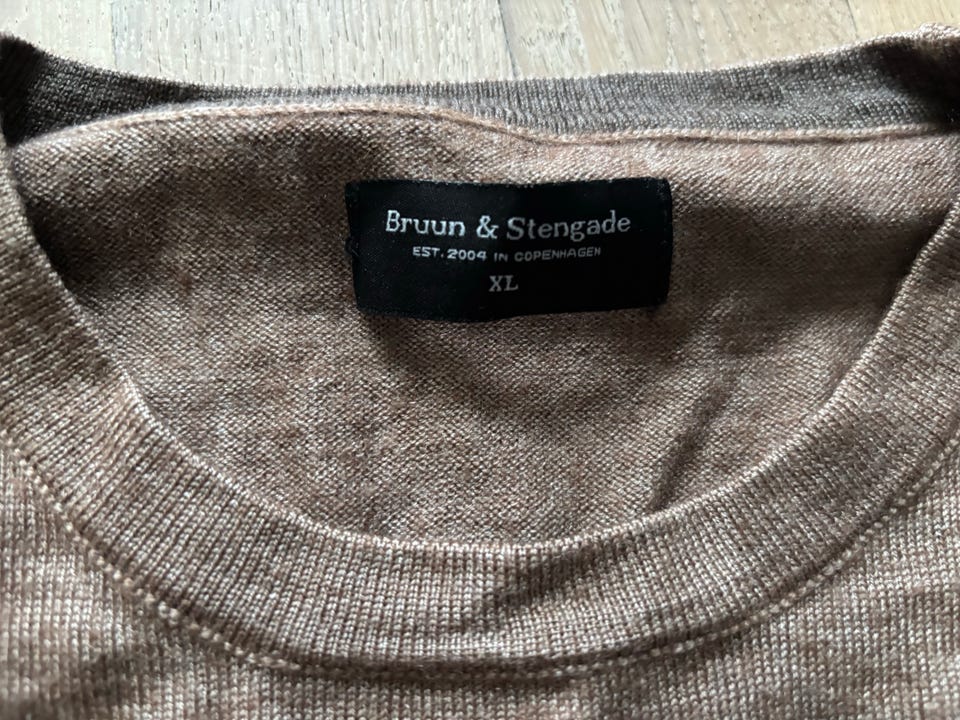 Bruun & Stengade
EST. 2004 IN COPENHAGEN
XL